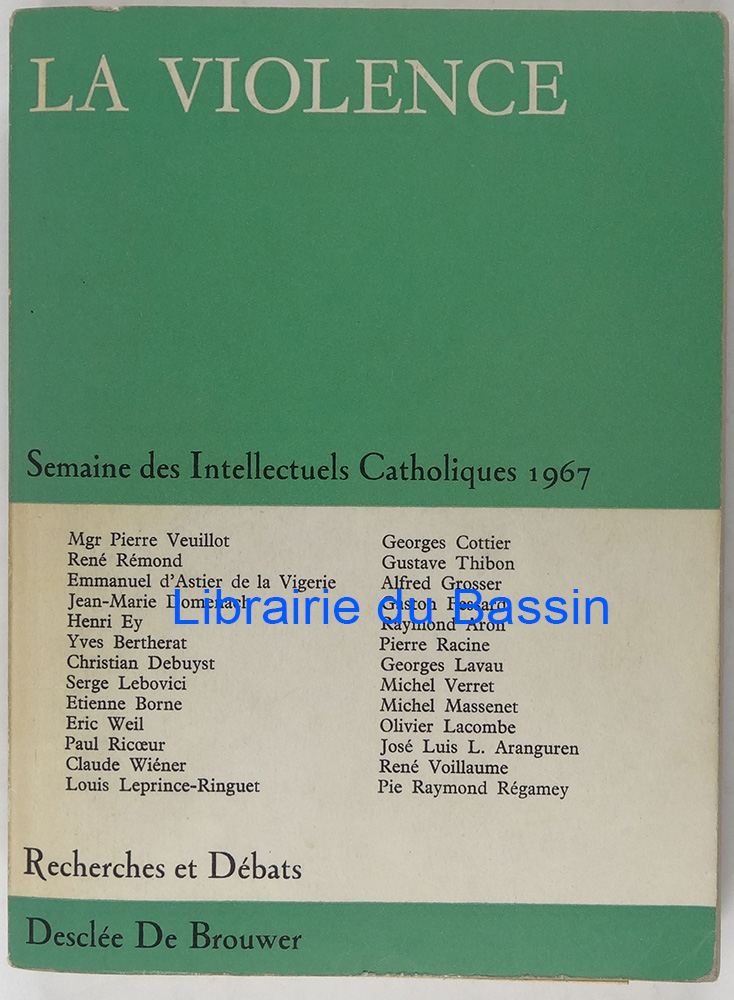 LA VIOLENCE
Semaine des Intellectuels Catholiques 1967
Mgr Pierre Veuillot
René Rémond
Emmanuel d'Astier de la Vigerie
Jean-Marie Domenach
Henri Ey
Yves Bertherat
Christian Debuyst
Serge Lebovici
Etienne Borne
Eric Weil
Paul Ricœur
Claude Wiéner
Louis Leprince-Ringuet
Georges Cottier
Gustave Thibon
Alfred Grosser
Gaston Fessard
Raymond Aron
Pierre Racine
Georges Lavau
Michel Verret
Michel Massenet
Olivier Lacombe
José Luis L. Aranguren
René Voillaume
Pie Raymond Régamey
Librairie du Bassin
Recherches et Débats
Desclée De Brouwer